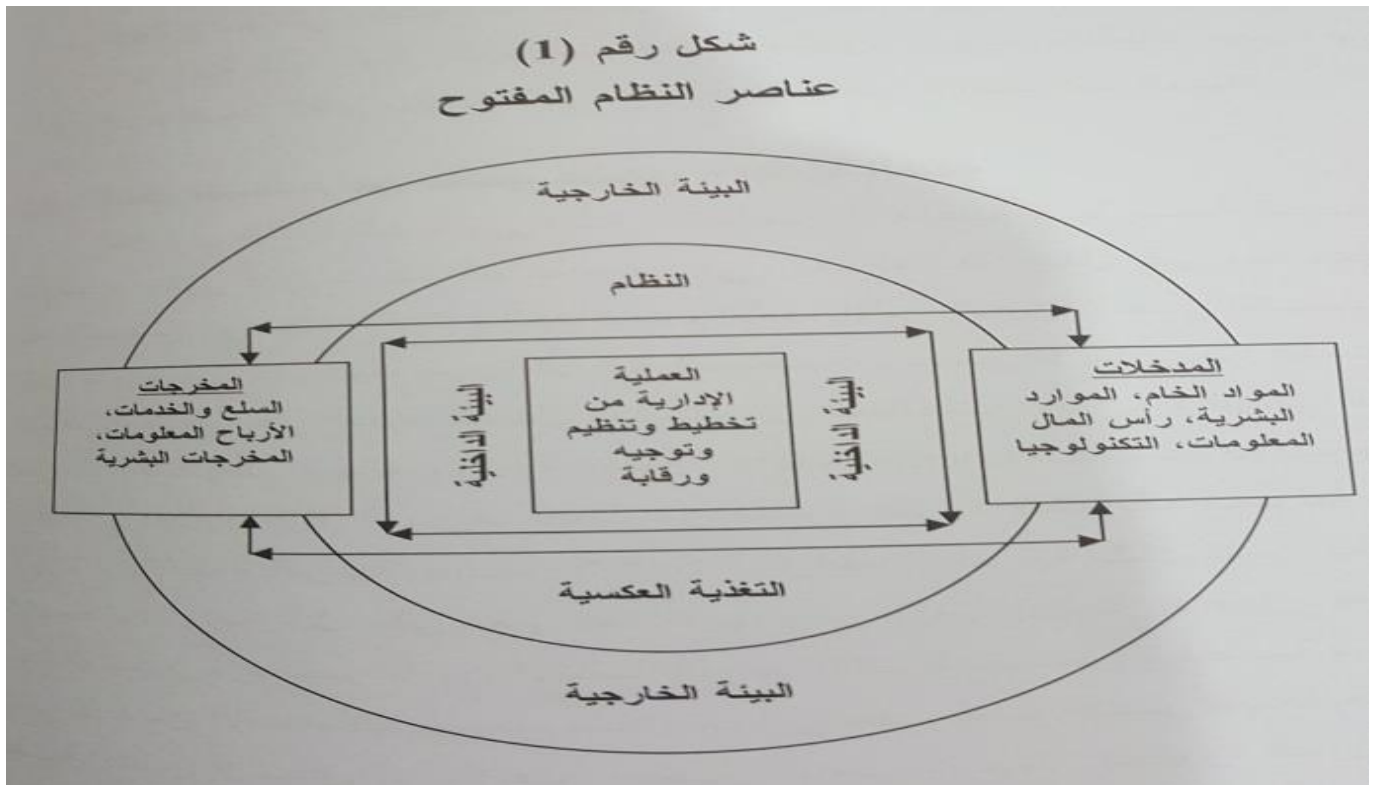 شكل رقم (1)
عناصر النظام المفتوح
البيئة الخارجية
النظام
المدخلات
المواد الخام، الموارد
البشرية، رأس المال
المعلومات، التكنولوجيا
البيئة الداخلية
العملية
الإدارية من
تخطيط وتنظيم
وتوجيه
ورقابة
البيئة الداخلية
المخرجات
السلع والخدمات،
الأرباح المعلومات،
المخرجات البشرية
التغذية العكسية
البيئة الخارجية